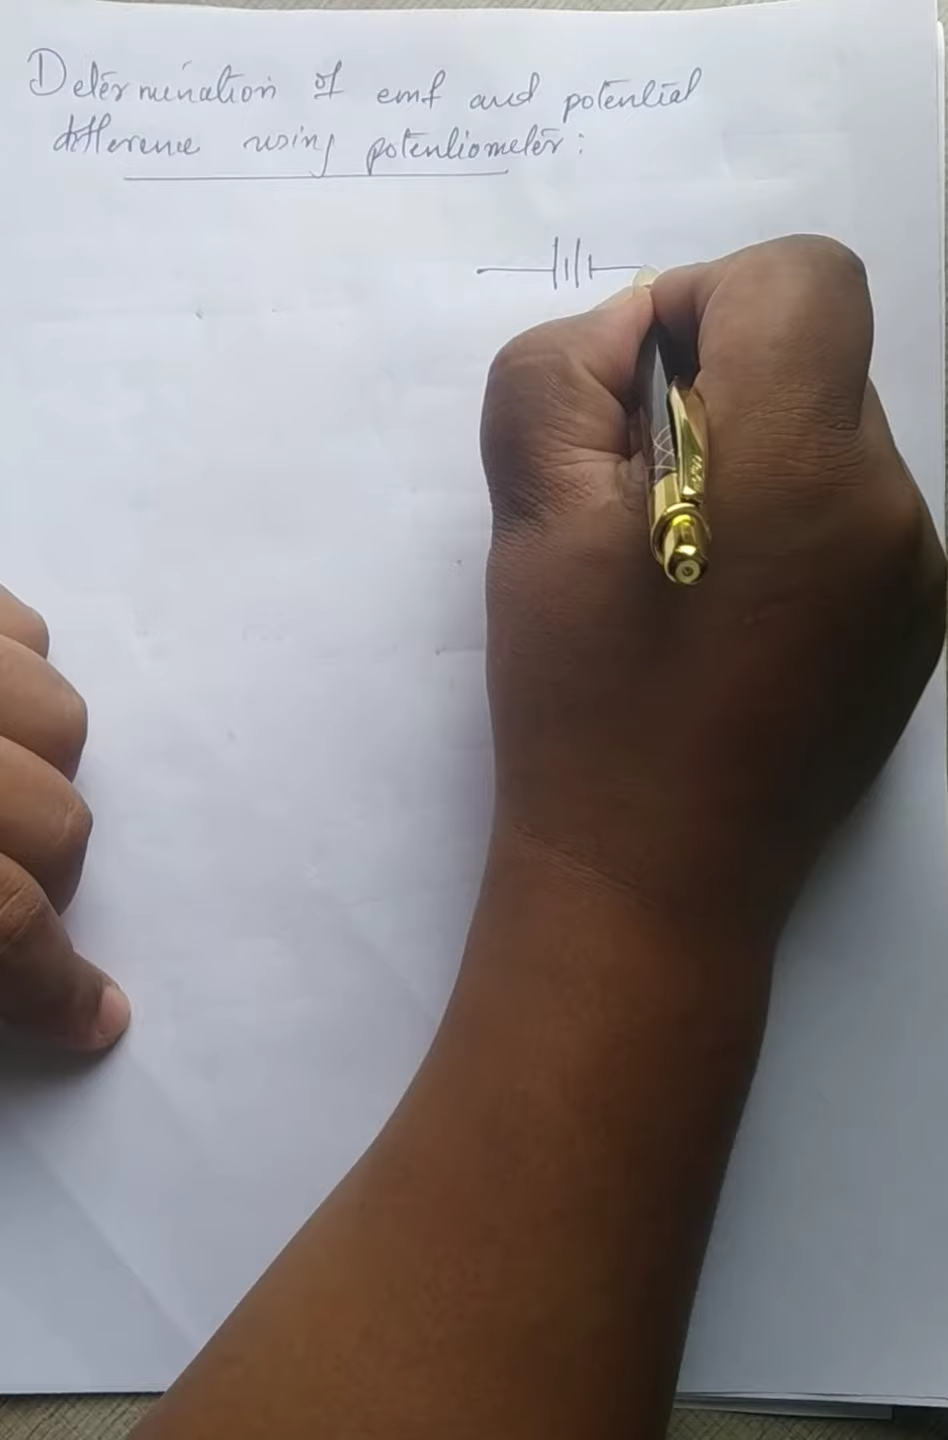 Determination of emf and potential
difference using potentiometer: